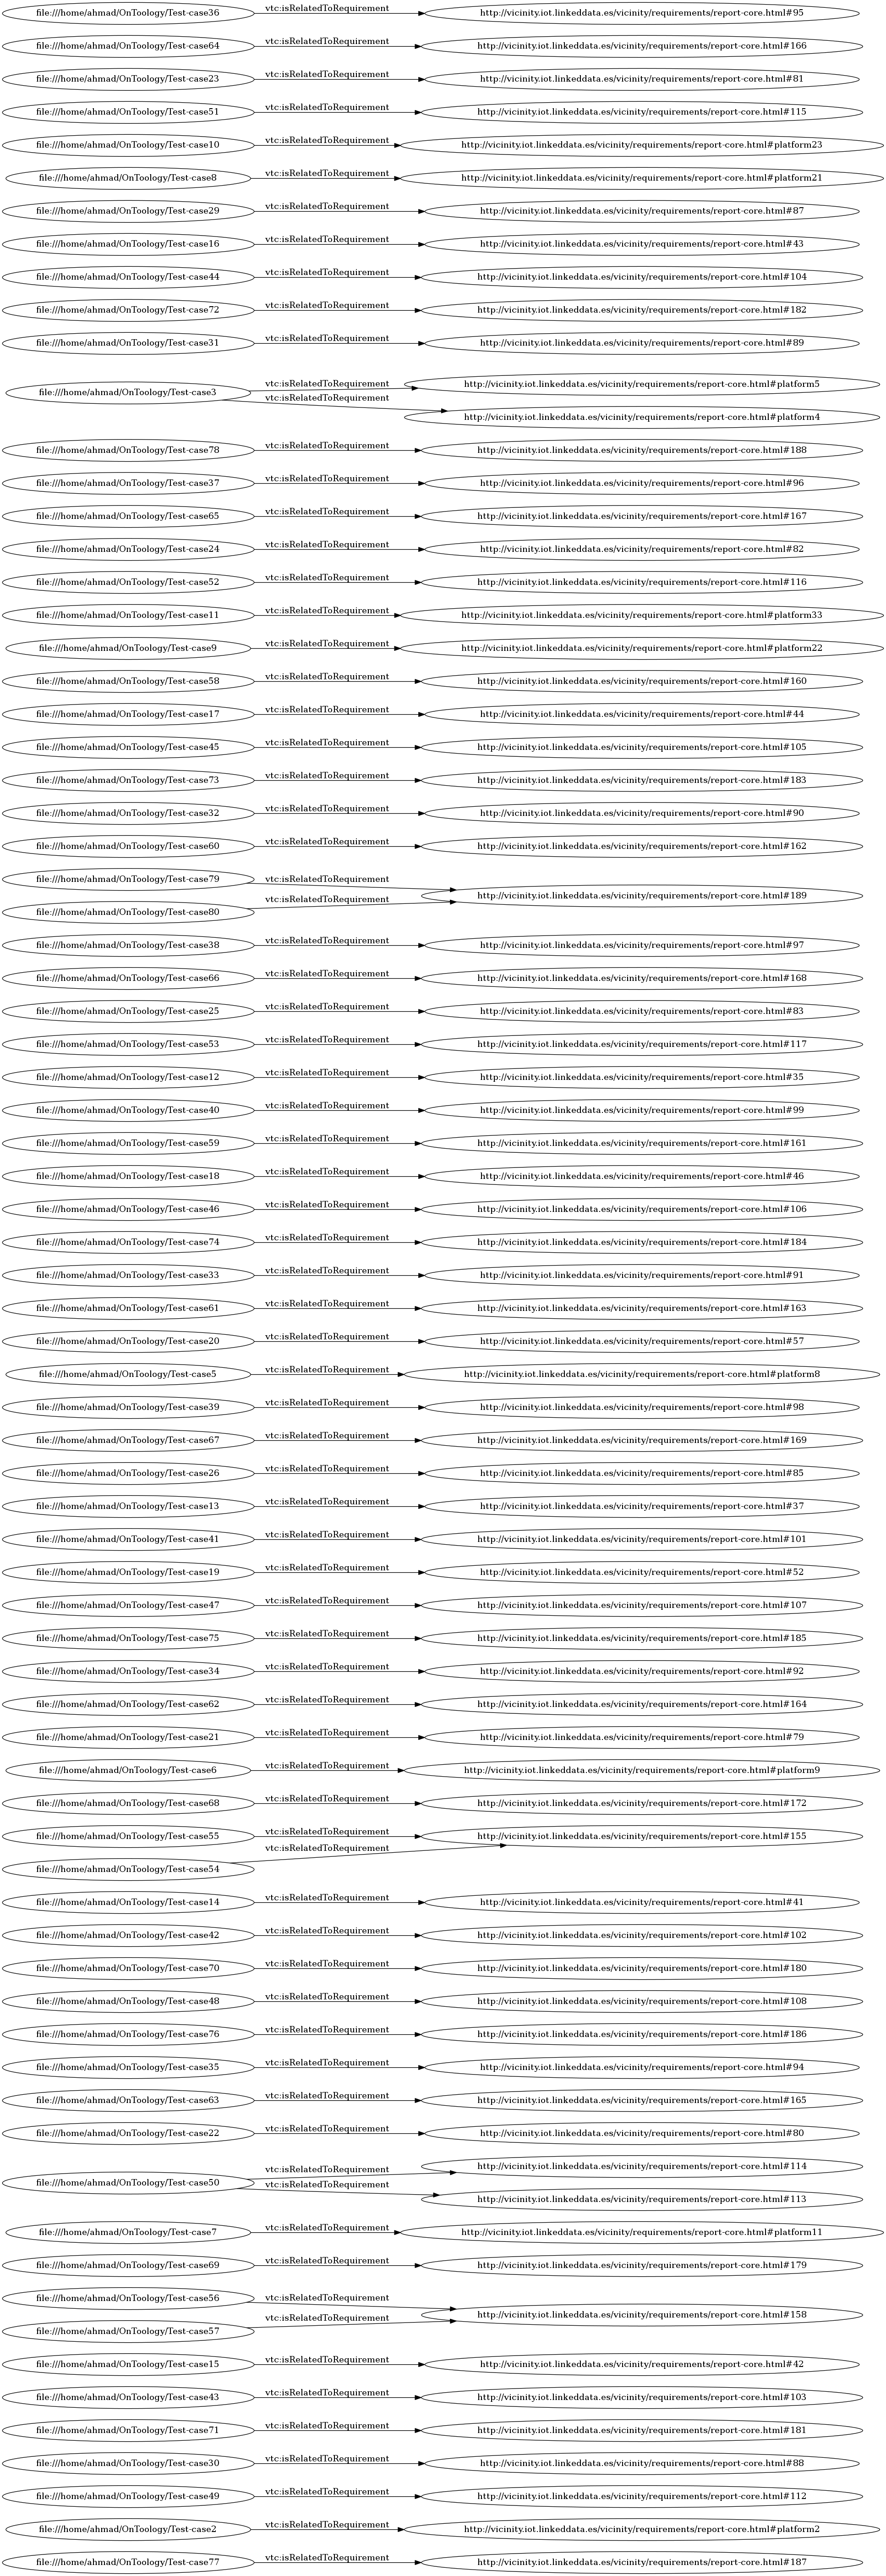 file:///home/ahmad/OnToology/Test-case36 vtc:isRelatedToRequirement http://vicinity.iot.linkeddata.es/vicinity/requirements/report-core.html#95
file:///home/ahmad/OnToology/Test-case64 vtc:isRelatedToRequirement http://vicinity.iot.linkeddata.es/vicinity/requirements/report-core.html#166
file:///home/ahmad/OnToology/Test-case23 vtc:isRelatedToRequirement http://vicinity.iot.linkeddata.es/vicinity/requirements/report-core.html#81
file:///home/ahmad/OnToology/Test-case51 vtc:isRelatedToRequirement http://vicinity.iot.linkeddata.es/vicinity/requirements/report-core.html#115
file:///home/ahmad/OnToology/Test-case10 vtc:isRelatedToRequirement http://vicinity.iot.linkeddata.es/vicinity/requirements/report-core.html#platform23
file:///home/ahmad/OnToology/Test-case8 vtc:isRelatedToRequirement http://vicinity.iot.linkeddata.es/vicinity/requirements/report-core.html#platform21
file:///home/ahmad/OnToology/Test-case29 vtc:isRelatedToRequirement http://vicinity.iot.linkeddata.es/vicinity/requirements/report-core.html#87
file:///home/ahmad/OnToology/Test-case16 vtc:isRelatedToRequirement http://vicinity.iot.linkeddata.es/vicinity/requirements/report-core.html#43
file:///home/ahmad/OnToology/Test-case44 vtc:isRelatedToRequirement http://vicinity.iot.linkeddata.es/vicinity/requirements/report-core.html#104
file:///home/ahmad/OnToology/Test-case72 vtc:isRelatedToRequirement http://vicinity.iot.linkeddata.es/vicinity/requirements/report-core.html#182
file:///home/ahmad/OnToology/Test-case31 vtc:isRelatedToRequirement http://vicinity.iot.linkeddata.es/vicinity/requirements/report-core.html#89
file:///home/ahmad/OnToology/Test-case3 vtc:isRelatedToRequirement http://vicinity.iot.linkeddata.es/vicinity/requirements/report-core.html#platform5
vtc:isRelatedToRequirement http://vicinity.iot.linkeddata.es/vicinity/requirements/report-core.html#platform4
file:///home/ahmad/OnToology/Test-case78 vtc:isRelatedToRequirement http://vicinity.iot.linkeddata.es/vicinity/requirements/report-core.html#188
file:///home/ahmad/OnToology/Test-case37 vtc:isRelatedToRequirement http://vicinity.iot.linkeddata.es/vicinity/requirements/report-core.html#96
file:///home/ahmad/OnToology/Test-case65 vtc:isRelatedToRequirement http://vicinity.iot.linkeddata.es/vicinity/requirements/report-core.html#167
file:///home/ahmad/OnToology/Test-case24 vtc:isRelatedToRequirement http://vicinity.iot.linkeddata.es/vicinity/requirements/report-core.html#82
file:///home/ahmad/OnToology/Test-case52 vtc:isRelatedToRequirement http://vicinity.iot.linkeddata.es/vicinity/requirements/report-core.html#116
file:///home/ahmad/OnToology/Test-case11 vtc:isRelatedToRequirement http://vicinity.iot.linkeddata.es/vicinity/requirements/report-core.html#platform33
file:///home/ahmad/OnToology/Test-case9 vtc:isRelatedToRequirement http://vicinity.iot.linkeddata.es/vicinity/requirements/report-core.html#platform22
file:///home/ahmad/OnToology/Test-case58 vtc:isRelatedToRequirement http://vicinity.iot.linkeddata.es/vicinity/requirements/report-core.html#160
file:///home/ahmad/OnToology/Test-case17 vtc:isRelatedToRequirement http://vicinity.iot.linkeddata.es/vicinity/requirements/report-core.html#44
file:///home/ahmad/OnToology/Test-case45 vtc:isRelatedToRequirement http://vicinity.iot.linkeddata.es/vicinity/requirements/report-core.html#105
file:///home/ahmad/OnToology/Test-case73 vtc:isRelatedToRequirement http://vicinity.iot.linkeddata.es/vicinity/requirements/report-core.html#183
file:///home/ahmad/OnToology/Test-case32 vtc:isRelatedToRequirement http://vicinity.iot.linkeddata.es/vicinity/requirements/report-core.html#90
file:///home/ahmad/OnToology/Test-case60 vtc:isRelatedToRequirement http://vicinity.iot.linkeddata.es/vicinity/requirements/report-core.html#162
file:///home/ahmad/OnToology/Test-case79 vtc:isRelatedToRequirement http://vicinity.iot.linkeddata.es/vicinity/requirements/report-core.html#189
file:///home/ahmad/OnToology/Test-case80 vtc:isRelatedToRequirement
file:///home/ahmad/OnToology/Test-case38 vtc:isRelatedToRequirement http://vicinity.iot.linkeddata.es/vicinity/requirements/report-core.html#97
file:///home/ahmad/OnToology/Test-case66 vtc:isRelatedToRequirement http://vicinity.iot.linkeddata.es/vicinity/requirements/report-core.html#168
file:///home/ahmad/OnToology/Test-case25 vtc:isRelatedToRequirement http://vicinity.iot.linkeddata.es/vicinity/requirements/report-core.html#83
file:///home/ahmad/OnToology/Test-case53 vtc:isRelatedToRequirement http://vicinity.iot.linkeddata.es/vicinity/requirements/report-core.html#117
file:///home/ahmad/OnToology/Test-case12 vtc:isRelatedToRequirement http://vicinity.iot.linkeddata.es/vicinity/requirements/report-core.html#35
file:///home/ahmad/OnToology/Test-case40 vtc:isRelatedToRequirement http://vicinity.iot.linkeddata.es/vicinity/requirements/report-core.html#99
file:///home/ahmad/OnToology/Test-case59 vtc:isRelatedToRequirement http://vicinity.iot.linkeddata.es/vicinity/requirements/report-core.html#161
file:///home/ahmad/OnToology/Test-case18 vtc:isRelatedToRequirement http://vicinity.iot.linkeddata.es/vicinity/requirements/report-core.html#46
file:///home/ahmad/OnToology/Test-case46 vtc:isRelatedToRequirement http://vicinity.iot.linkeddata.es/vicinity/requirements/report-core.html#106
file:///home/ahmad/OnToology/Test-case74 vtc:isRelatedToRequirement http://vicinity.iot.linkeddata.es/vicinity/requirements/report-core.html#184
file:///home/ahmad/OnToology/Test-case33 vtc:isRelatedToRequirement http://vicinity.iot.linkeddata.es/vicinity/requirements/report-core.html#91
file:///home/ahmad/OnToology/Test-case61 vtc:isRelatedToRequirement http://vicinity.iot.linkeddata.es/vicinity/requirements/report-core.html#163
file:///home/ahmad/OnToology/Test-case20 vtc:isRelatedToRequirement http://vicinity.iot.linkeddata.es/vicinity/requirements/report-core.html#57
file:///home/ahmad/OnToology/Test-case5 vtc:isRelatedToRequirement http://vicinity.iot.linkeddata.es/vicinity/requirements/report-core.html#platform8
file:///home/ahmad/OnToology/Test-case39 vtc:isRelatedToRequirement http://vicinity.iot.linkeddata.es/vicinity/requirements/report-core.html#98
file:///home/ahmad/OnToology/Test-case67 vtc:isRelatedToRequirement http://vicinity.iot.linkeddata.es/vicinity/requirements/report-core.html#169
file:///home/ahmad/OnToology/Test-case26 vtc:isRelatedToRequirement http://vicinity.iot.linkeddata.es/vicinity/requirements/report-core.html#85
file:///home/ahmad/OnToology/Test-case13 vtc:isRelatedToRequirement http://vicinity.iot.linkeddata.es/vicinity/requirements/report-core.html#37
file:///home/ahmad/OnToology/Test-case41 vtc:isRelatedToRequirement http://vicinity.iot.linkeddata.es/vicinity/requirements/report-core.html#101
file:///home/ahmad/OnToology/Test-case19 vtc:isRelatedToRequirement http://vicinity.iot.linkeddata.es/vicinity/requirements/report-core.html#52
file:///home/ahmad/OnToology/Test-case47 vtc:isRelatedToRequirement http://vicinity.iot.linkeddata.es/vicinity/requirements/report-core.html#107
file:///home/ahmad/OnToology/Test-case75 vtc:isRelatedToRequirement http://vicinity.iot.linkeddata.es/vicinity/requirements/report-core.html#185
file:///home/ahmad/OnToology/Test-case34 vtc:isRelatedToRequirement http://vicinity.iot.linkeddata.es/vicinity/requirements/report-core.html#92
file:///home/ahmad/OnToology/Test-case62 vtc:isRelatedToRequirement http://vicinity.iot.linkeddata.es/vicinity/requirements/report-core.html#164
file:///home/ahmad/OnToology/Test-case21 vtc:isRelatedToRequirement http://vicinity.iot.linkeddata.es/vicinity/requirements/report-core.html#79
file:///home/ahmad/OnToology/Test-case6 vtc:isRelatedToRequirement http://vicinity.iot.linkeddata.es/vicinity/requirements/report-core.html#platform9
file:///home/ahmad/OnToology/Test-case68 vtc:isRelatedToRequirement http://vicinity.iot.linkeddata.es/vicinity/requirements/report-core.html#172
file:///home/ahmad/OnToology/Test-case55 vtc:isRelatedToRequirement http://vicinity.iot.linkeddata.es/vicinity/requirements/report-core.html#155
file:///home/ahmad/OnToology/Test-case54 vtc:isRelatedToRequirement
file:///home/ahmad/OnToology/Test-case14 vtc:isRelatedToRequirement http://vicinity.iot.linkeddata.es/vicinity/requirements/report-core.html#41
file:///home/ahmad/OnToology/Test-case42 vtc:isRelatedToRequirement http://vicinity.iot.linkeddata.es/vicinity/requirements/report-core.html#102
file:///home/ahmad/OnToology/Test-case70 vtc:isRelatedToRequirement http://vicinity.iot.linkeddata.es/vicinity/requirements/report-core.html#180
file:///home/ahmad/OnToology/Test-case48 vtc:isRelatedToRequirement http://vicinity.iot.linkeddata.es/vicinity/requirements/report-core.html#108
file:///home/ahmad/OnToology/Test-case76 vtc:isRelatedToRequirement http://vicinity.iot.linkeddata.es/vicinity/requirements/report-core.html#186
file:///home/ahmad/OnToology/Test-case35 vtc:isRelatedToRequirement http://vicinity.iot.linkeddata.es/vicinity/requirements/report-core.html#94
file:///home/ahmad/OnToology/Test-case63 vtc:isRelatedToRequirement http://vicinity.iot.linkeddata.es/vicinity/requirements/report-core.html#165
file:///home/ahmad/OnToology/Test-case22 vtc:isRelatedToRequirement http://vicinity.iot.linkeddata.es/vicinity/requirements/report-core.html#80
file:///home/ahmad/OnToology/Test-case50 vtc:isRelatedToRequirement http://vicinity.iot.linkeddata.es/vicinity/requirements/report-core.html#114
vtc:isRelatedToRequirement http://vicinity.iot.linkeddata.es/vicinity/requirements/report-core.html#113
file:///home/ahmad/OnToology/Test-case7 vtc:isRelatedToRequirement http://vicinity.iot.linkeddata.es/vicinity/requirements/report-core.html#platform11
file:///home/ahmad/OnToology/Test-case69 vtc:isRelatedToRequirement http://vicinity.iot.linkeddata.es/vicinity/requirements/report-core.html#179
file:///home/ahmad/OnToology/Test-case56 vtc:isRelatedToRequirement http://vicinity.iot.linkeddata.es/vicinity/requirements/report-core.html#158
file:///home/ahmad/OnToology/Test-case57 vtc:isRelatedToRequirement
file:///home/ahmad/OnToology/Test-case15 vtc:isRelatedToRequirement http://vicinity.iot.linkeddata.es/vicinity/requirements/report-core.html#42
file:///home/ahmad/OnToology/Test-case43 vtc:isRelatedToRequirement http://vicinity.iot.linkeddata.es/vicinity/requirements/report-core.html#103
file:///home/ahmad/OnToology/Test-case71 vtc:isRelatedToRequirement http://vicinity.iot.linkeddata.es/vicinity/requirements/report-core.html#181
file:///home/ahmad/OnToology/Test-case30 vtc:isRelatedToRequirement http://vicinity.iot.linkeddata.es/vicinity/requirements/report-core.html#88
file:///home/ahmad/OnToology/Test-case49 vtc:isRelatedToRequirement http://vicinity.iot.linkeddata.es/vicinity/requirements/report-core.html#112
file:///home/ahmad/OnToology/Test-case2 vtc:isRelatedToRequirement http://vicinity.iot.linkeddata.es/vicinity/requirements/report-core.html#platform2
file:///home/ahmad/OnToology/Test-case77 vtc:isRelatedToRequirement http://vicinity.iot.linkeddata.es/vicinity/requirements/report-core.html#187